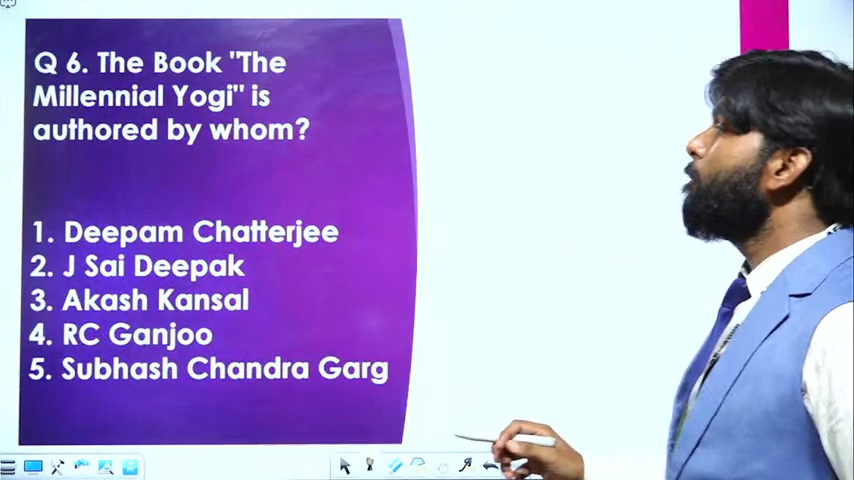 Q 6. The Book "The
Millennial Yogi" is
authored by whom?
1. Deepam Chatterjee
2. J Sai Deepak
3. Akash Kansal
4. RC Ganjoo
5. Subhash Chandra Garg